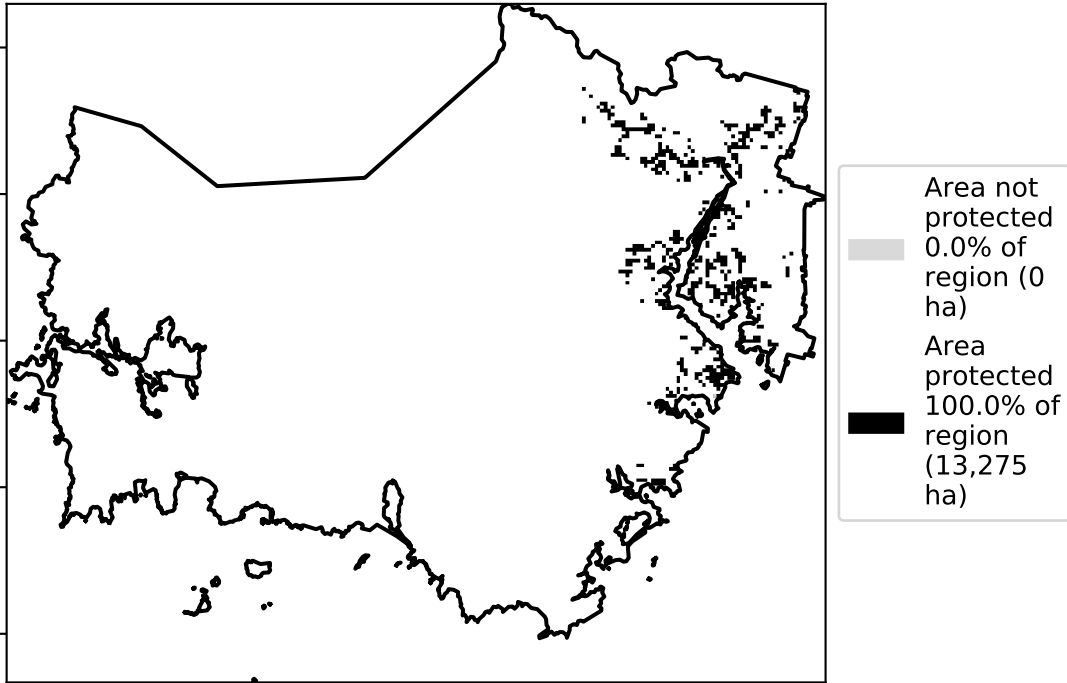 Area not
protected
0.0% of
region (0
ha)
Area
protected
100.0% of
region
(13,275
ha)